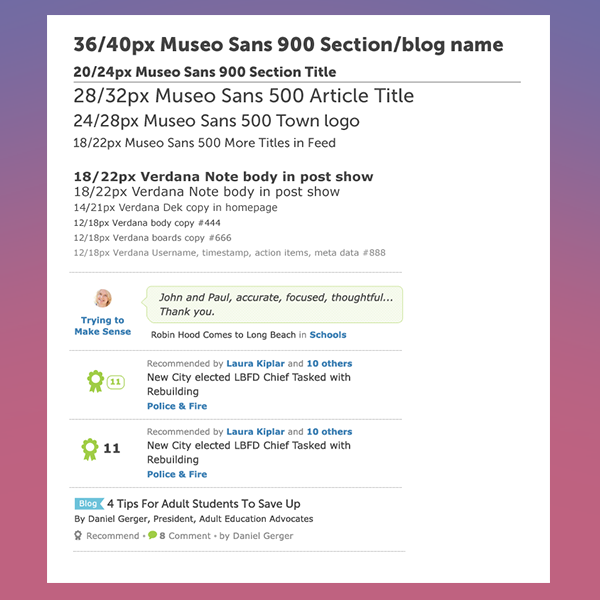 36/40px Museo Sans 900 Section/blog name
20/24px Museo Sans 900 Section Title
28/32px Museo Sans 500 Article Title
24/28px Museo Sans 500 Town logo
18/22px Museo Sans 500 More Titles in Feed
18/22px Verdana Note body in post show
18/22px Verdana Note body in post show
14/21px Verdana Dek copy in homepage
12/18px Verdana body copy #444
12/18px Verdana boards copy #666
12/18px Verdana Username, timestamp, action items, meta data #888
Trying to
Make Sense
John and Paul, accurate, focused, thoughtful...
Thank you.
Robin Hood Comes to Long Beach in Schools
11
Recommended by Laura Kiplar and 10 others
New City elected LBFD Chief Tasked with
Rebuilding
Police & Fire
11
Recommended by Laura Kiplar and 10 others
New City elected LBFD Chief Tasked with
Rebuilding
Police & Fire
Blog 4 Tips For Adult Students To Save Up
By Daniel Gerger, President, Adult Education Advocates
Recommend • 8 Comment • by Daniel Gerger